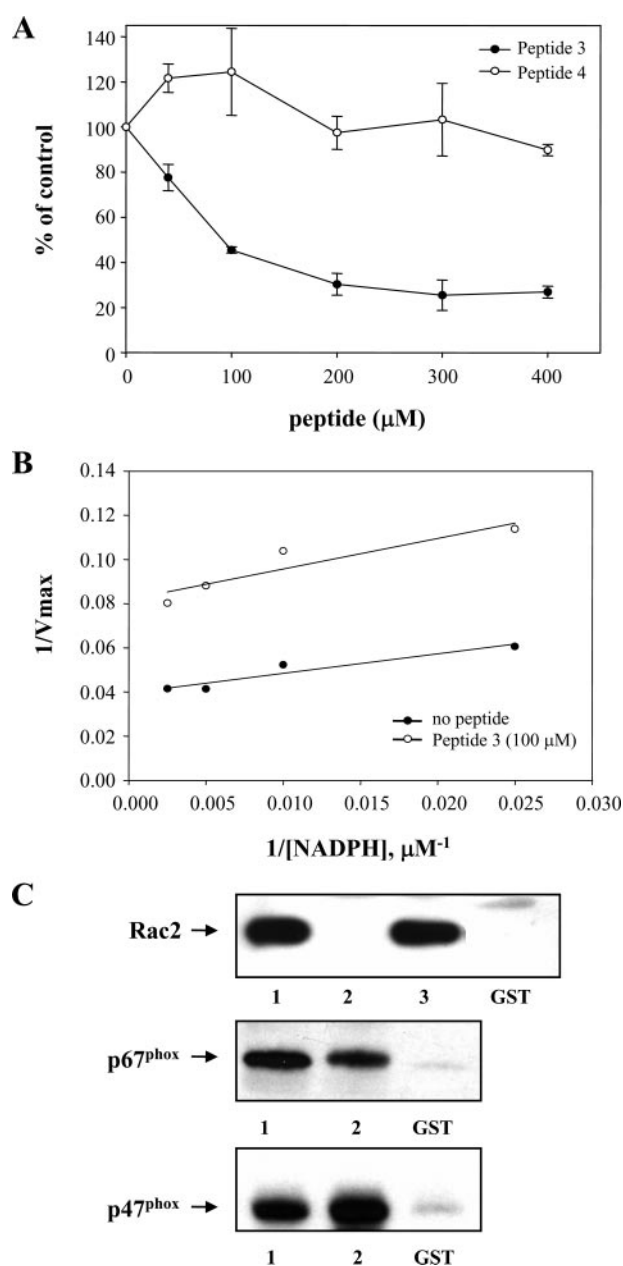 A
140
120
100
80
60
40
20
0
% of control
Peptide 3
Peptide 4
0 100 200 300 400
peptide (µM)
B
0.14
0.12
0.10
0.08
0.06
0.04
0.02
0.00
1/Vmax
no peptide
Peptide 3 (100 µM)
0.000 0.005 0.010 0.015 0.020 0.025 0.030
1/[NADPH], µM⁻¹
C
Rac2
1 2 3 GST
p67ᵖʰᵒˣ
1 2 GST
p47ᵖʰᵒˣ
1 2 GST